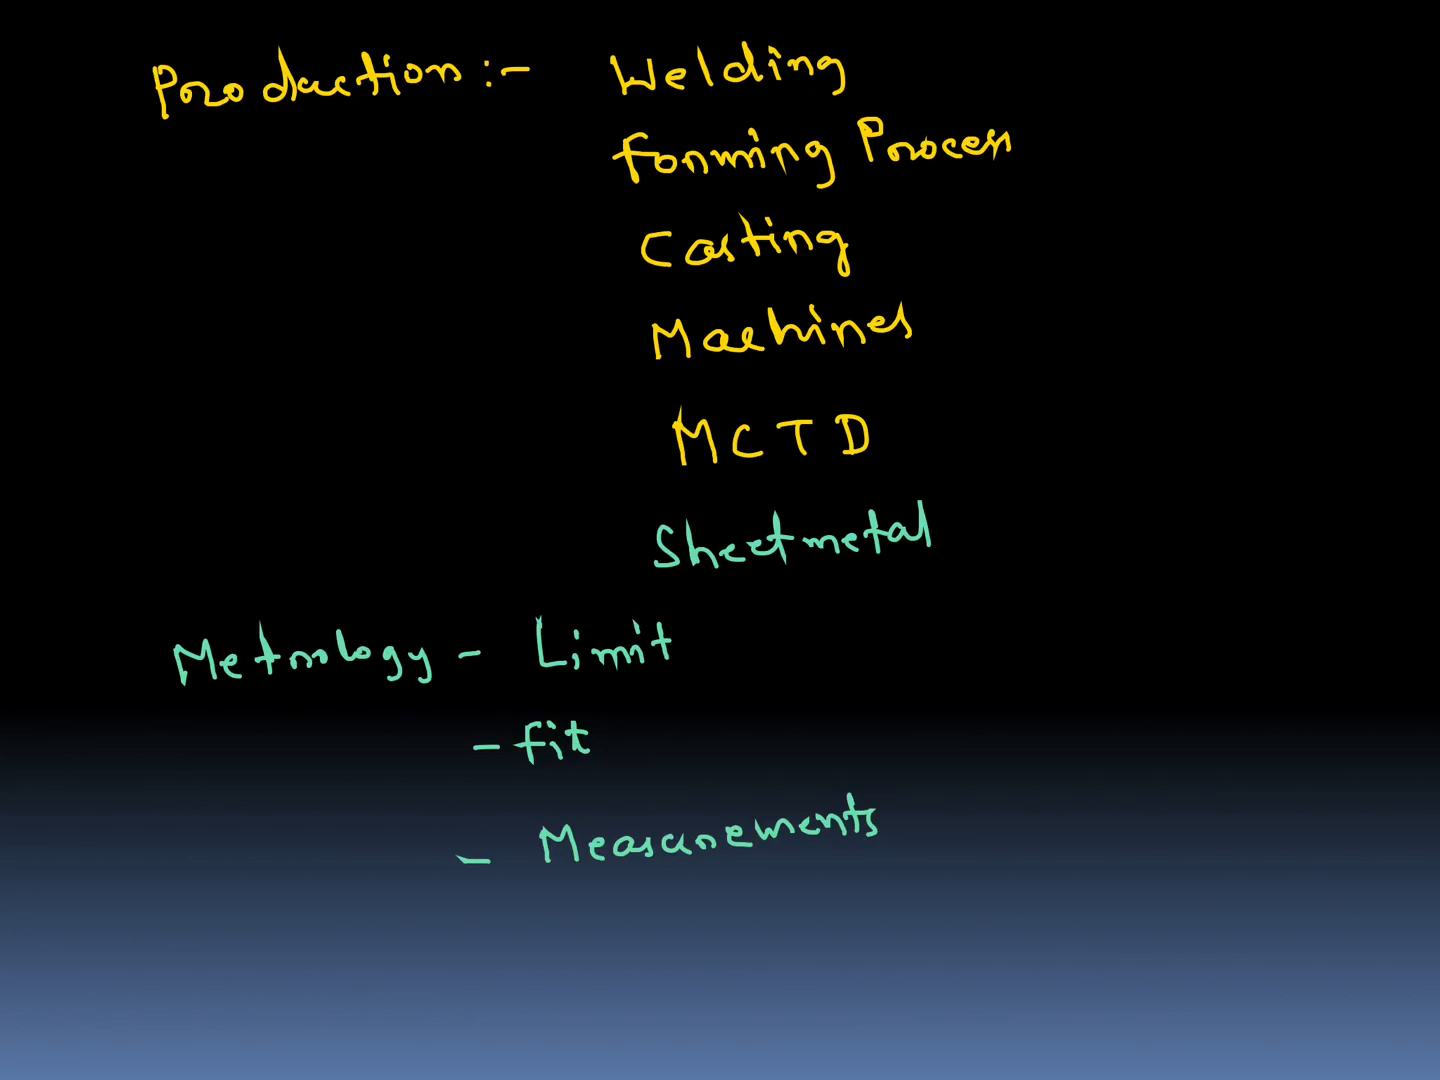 Production :- Welding
Forming Process
Casting
Machines
MCTD
Sheetmetal
Metrology - Limit
- fit
- Measurements